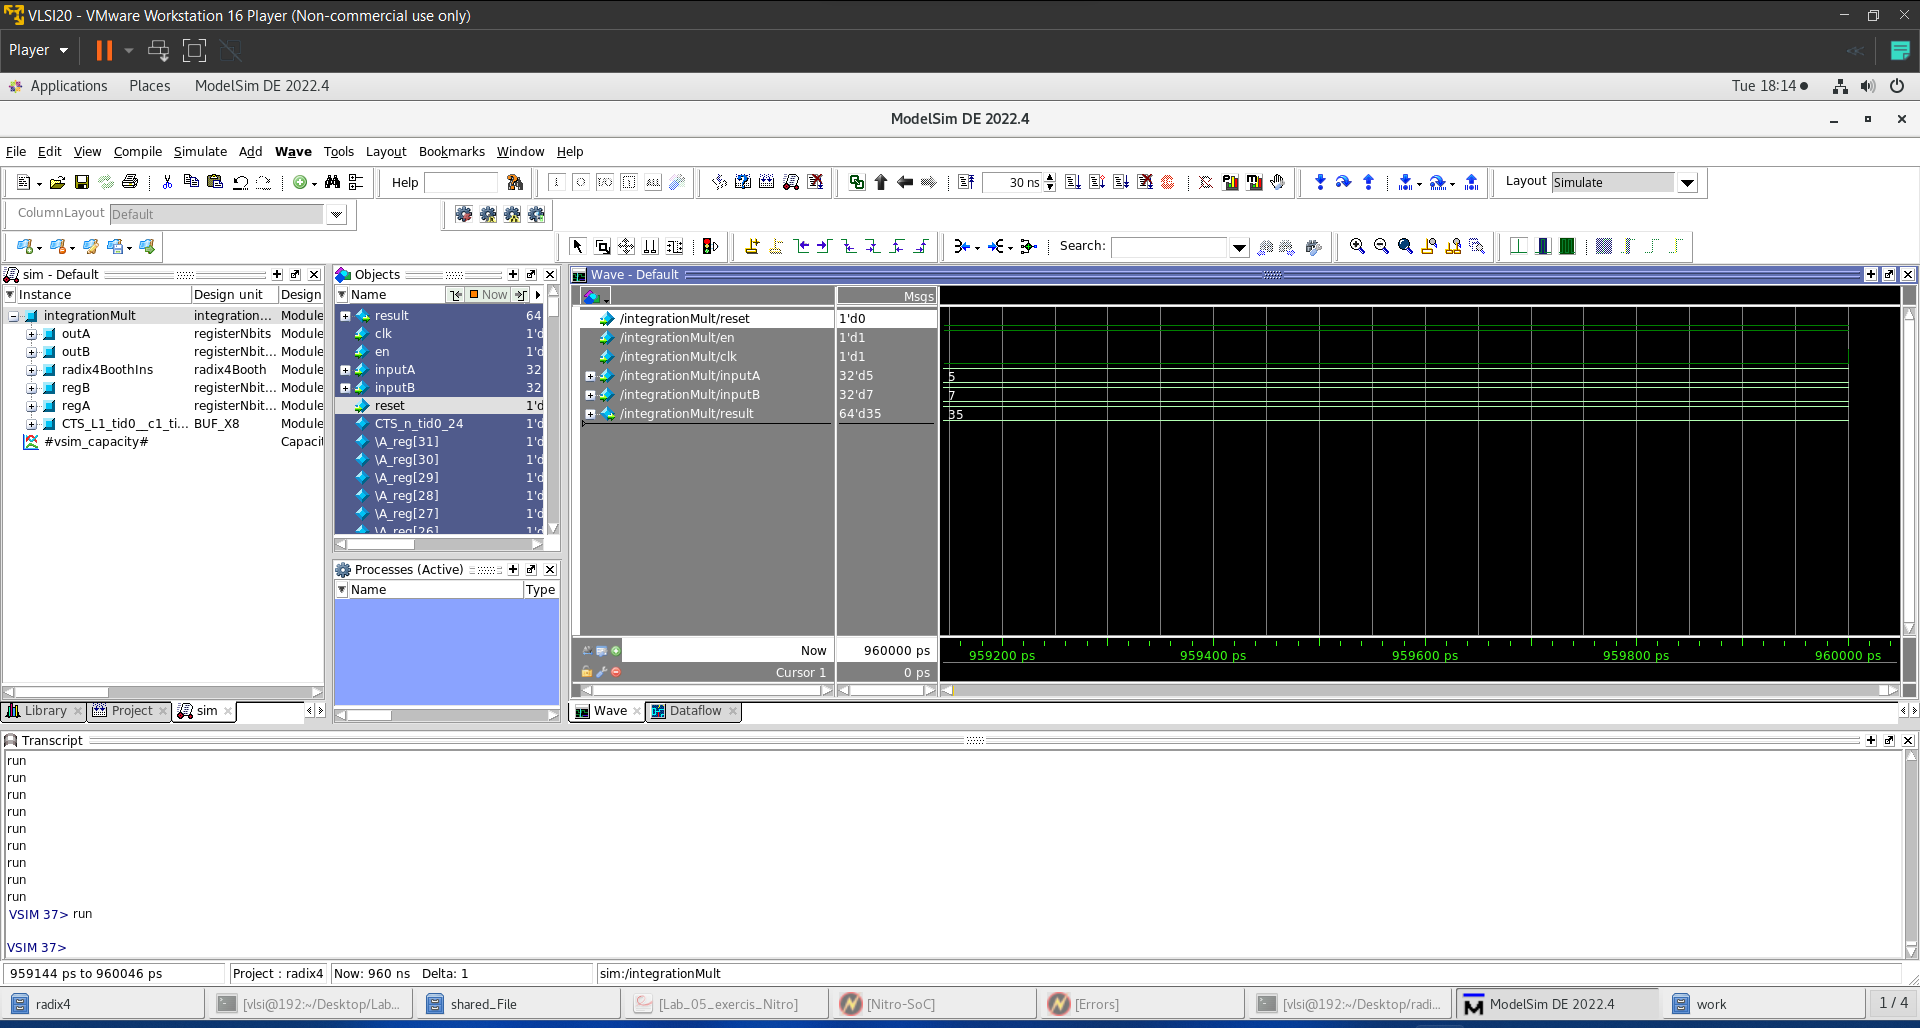 VLSI20 - VMware Workstation 16 Player (Non-commercial use only)
Player
Applications Places ModelSim DE 2022.4 Tue 18:14
ModelSim DE 2022.4
File Edit View Compile Simulate Add Wave Tools Layout Bookmarks Window Help
Help 30 ns Layout Simulate
ColumnLayout Default
Search:
sim - Default
Instance Design unit Design
integrationMult integration... Module
outA registerNbits Module
outB registerNbit... Module
radix4BoothIns radix4Booth Module
regB registerNbit... Module
regA registerNbit... Module
CTS_L1_tid0__c1_ti... BUF_X8 Module
#vsim_capacity# Capacit
Library Project sim
Objects
Name Now
result 64
clk 1'd
en 1'd
inputA 32
inputB 32
reset 1'd
CTS_n_tid0_24 1'd
\A_reg[31] 1'd
\A_reg[30] 1'd
\A_reg[29] 1'd
\A_reg[28] 1'd
\A_reg[27] 1'd
\A_reg[26] 1'd
Processes (Active)
Name Type
Wave - Default
Msgs
/integrationMult/reset 1'd0
/integrationMult/en 1'd1
/integrationMult/clk 1'd1
/integrationMult/inputA 32'd5 5
/integrationMult/inputB 32'd7 7
/integrationMult/result 64'd35 35
Now 960000 ps 959200 ps 959400 ps 959600 ps 959800 ps 960000 ps
Cursor 1 0 ps
Wave Dataflow
Transcript
run
run
run
run
run
run
run
run
run
VSIM 37> run
VSIM 37>
959144 ps to 960046 ps Project : radix4 Now: 960 ns Delta: 1 sim:/integrationMult
radix4 [vlsi@192:~/Desktop/Lab... shared_File [Lab_05_exercis_Nitro] [Nitro-SoC] [Errors] [vlsi@192:~/Desktop/radi... ModelSim DE 2022.4 work 1 / 4